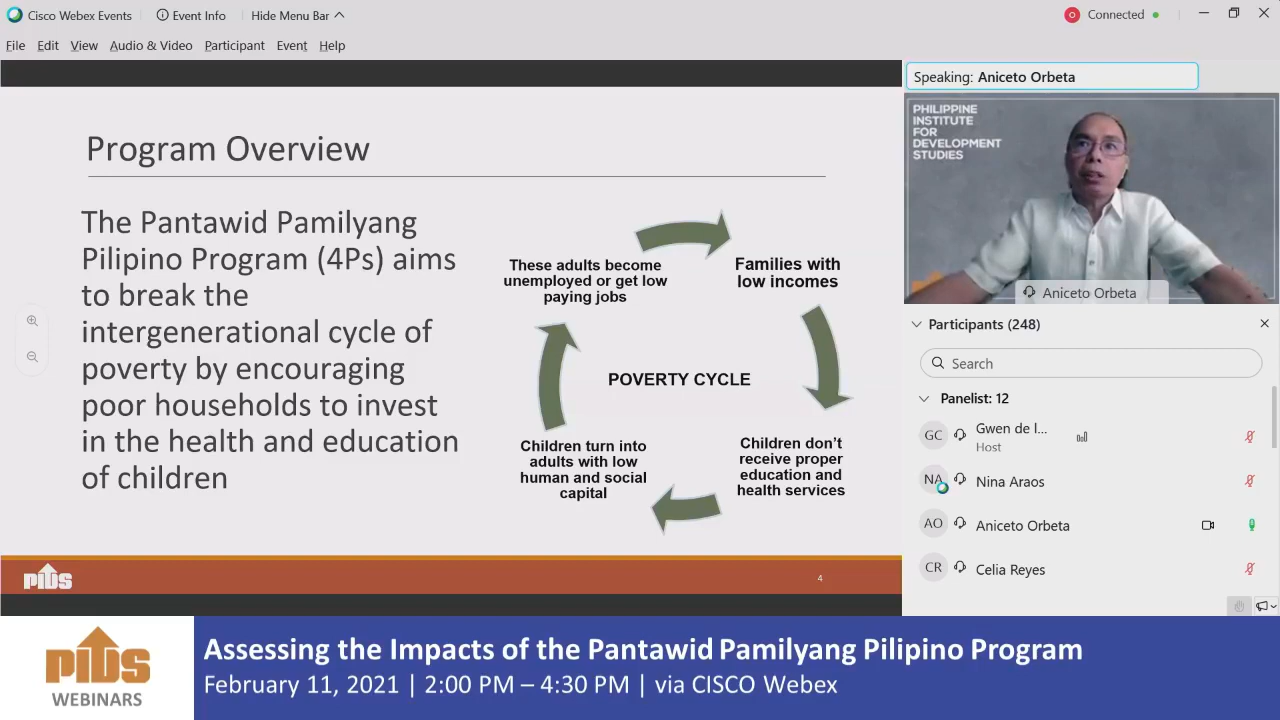 Cisco Webex Events
Event Info
Hide Menu Bar
Connected
File Edit View Audio & Video Participant Event Help
Program Overview
The Pantawid Pamilyang
Pilipino Program (4Ps) aims
to break the
intergenerational cycle of
poverty by encouraging
poor households to invest
in the health and education
of children
These adults become
unemployed or get low
paying jobs
Families with
low incomes
POVERTY CYCLE
Children turn into
adults with low
human and social
capital
Children don't
receive proper
education and
health services
PIDS
4
Speaking: Aniceto Orbeta
PHILIPPINE
INSTITUTE
FOR
DEVELOPMENT
STUDIES
Aniceto Orbeta
Participants (248)
Search
Panelist: 12
GC Gwen de l...
Host
NA Nina Araos
AO Aniceto Orbeta
CR Celia Reyes
PIDS
WEBINARS
Assessing the Impacts of the Pantawid Pamilyang Pilipino Program
February 11, 2021 | 2:00 PM – 4:30 PM | via CISCO Webex